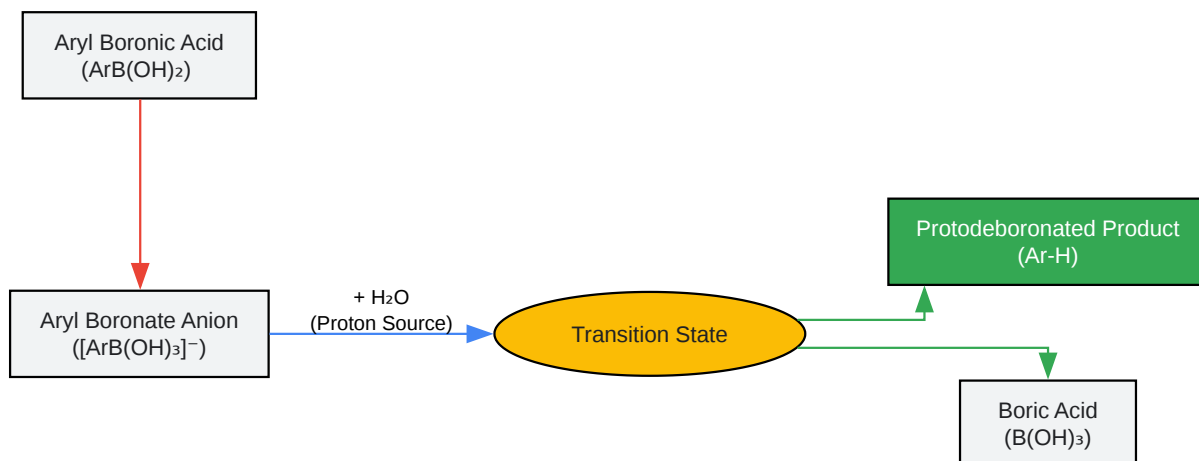 Aryl Boronic Acid
(ArB(OH)₂)
Aryl Boronate Anion
([ArB(OH)₃]⁻)
+ H₂O
(Proton Source)
Transition State
Protodeboronated Product
(Ar-H)
Boric Acid
(B(OH)₃)